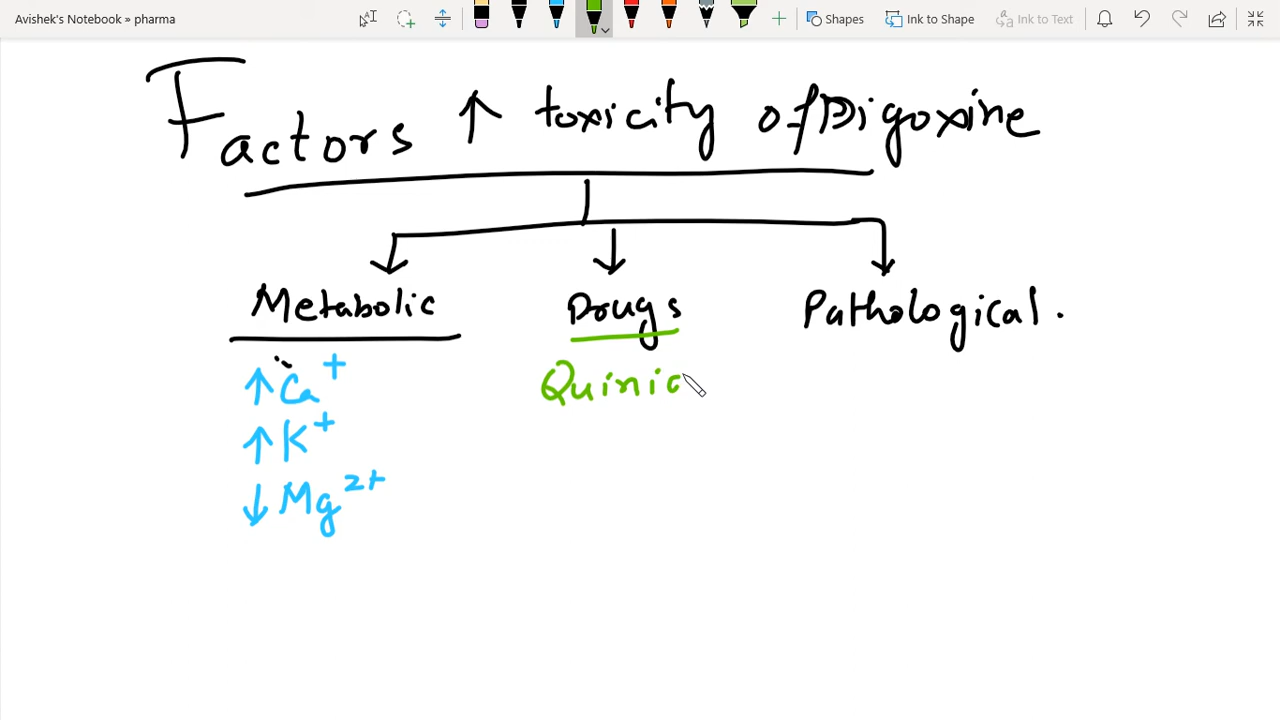 Avishek's Notebook » pharma
Shapes
Ink to Shape
Ink to Text
Factors ↑ toxicity of Digoxine
Metabolic
Drugs
Pathological.
↑ Ca⁺
↑ K⁺
↓ Mg²⁺
Quinic